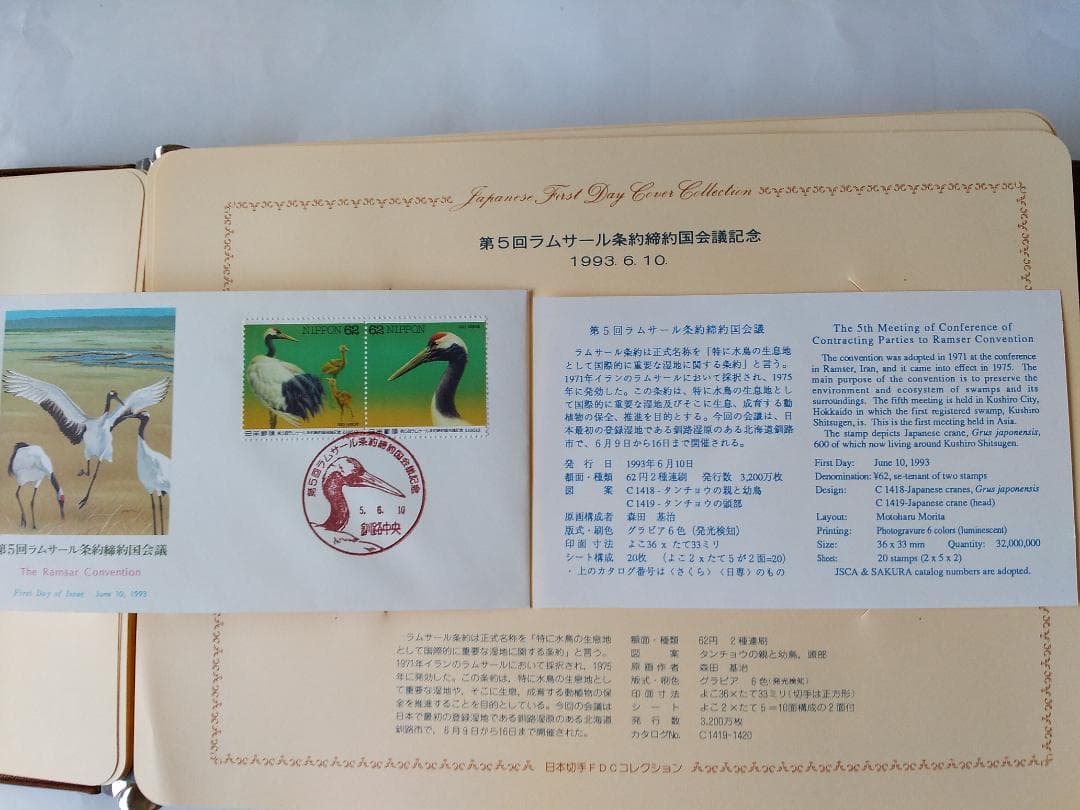 Japanese First Day Cover Collection
第5回ラムサール条約締約国会議記念
1993. 6. 10.
NIPPON 62
62 NIPPON
日本郵便
日本郵便
第5回ラムサール条約締約国会議記念
5. 6. 10
釧路中央
第5回ラムサール条約締約国会議
The Ramsar Convention
First Day of Issue June 10, 1993
第5回ラムサール条約締約国会議
ラムサール条約は正式名称を「特に水鳥の生息地
として国際的に重要な湿地に関する条約」と言う。
1971年イランのラムサールにおいて採択され、1975
年に発効した。この条約は、特に水鳥の生息地とし
て国際的に重要な湿地及びそこに生息、成育する動
植物の保全、推進を目的とする。今回の会議は、日
本最初の登録湿地である釧路湿原のある北海道釧路
市で、6月9日から16日まで開催される。
発行日 1993年6月10日
額面・種類 62円2種連刷 発行数 3,200万枚
図案 C1418-タンチョウの親と幼鳥
C1419-タンチョウの頭部
原画構成者 森田 基治
版式・刷色 グラビア6色(発光検知)
印面寸法 よこ36×たて33ミリ
シート構成 20枚 (よこ2×たて5が2面=20)
・上のカタログ番号は〈さくら〉〈日専〉のもの
The 5th Meeting of Conference of
Contracting Parties to Ramser Convention
The convention was adopted in 1971 at the conference
in Ramser, Iran, and it came into effect in 1975. The
main purpose of the convention is to preserve the
environment and ecosystem of swamps and its
surroundings. The fifth meeting is held in Kushiro City,
Hokkaido in which the first registered swamp, Kushiro
Shitsugen, is. This is the first meeting held in Asia.
The stamp depicts Japanese crane, Grus japonensis,
600 of which now living around Kushiro Shitsugen.
First Day: June 10, 1993
Denomination: ¥62, se-tenant of two stamps
Design: C 1418-Japanese cranes, Grus japonensis
C 1419-Japanese crane (head)
Layout: Motoharu Morita
Printing: Photogravure 6 colors (luminescent)
Size: 36 x 33 mm Quantity: 32,000,000
Sheet: 20 stamps (2 x 5 x 2)
JSCA & SAKURA catalog numbers are adopted.
ラムサール条約は正式名称を「特に水鳥の生息地
として国際的に重要な湿地に関する条約」と言う。
1971年イランのラムサールにおいて採択され、1975
年に発効した。この条約は、特に水鳥の生息地とし
て重要な湿地や、そこに生息、成育する動植物の保
全を推進することを目的としている。今回の会議は
日本で最初の登録湿地である釧路湿原のある北海道
釧路市で、6月9日から16日まで開催された。
額面・種類 62円 2種連刷
図案 タンチョウの親と幼鳥、頭部
原画作者 森田 基治
版式・刷色 グラビア 6色(発光検知)
印面寸法 よこ36×たて33ミリ(切手は正方形)
シート よこ2×たて5=10面構成の2面付
発行数 3,200万枚
カタログNo. C1419-1420
日本切手FDCコレクション